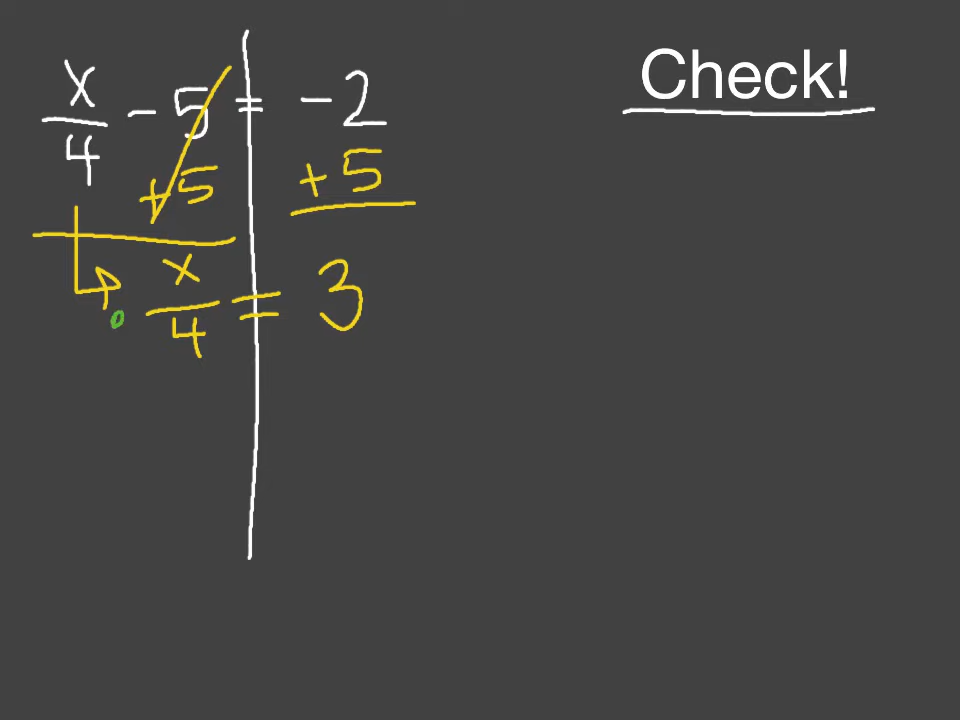 Check!
x/4 - 5 = -2
+5 +5
x/4 = 3